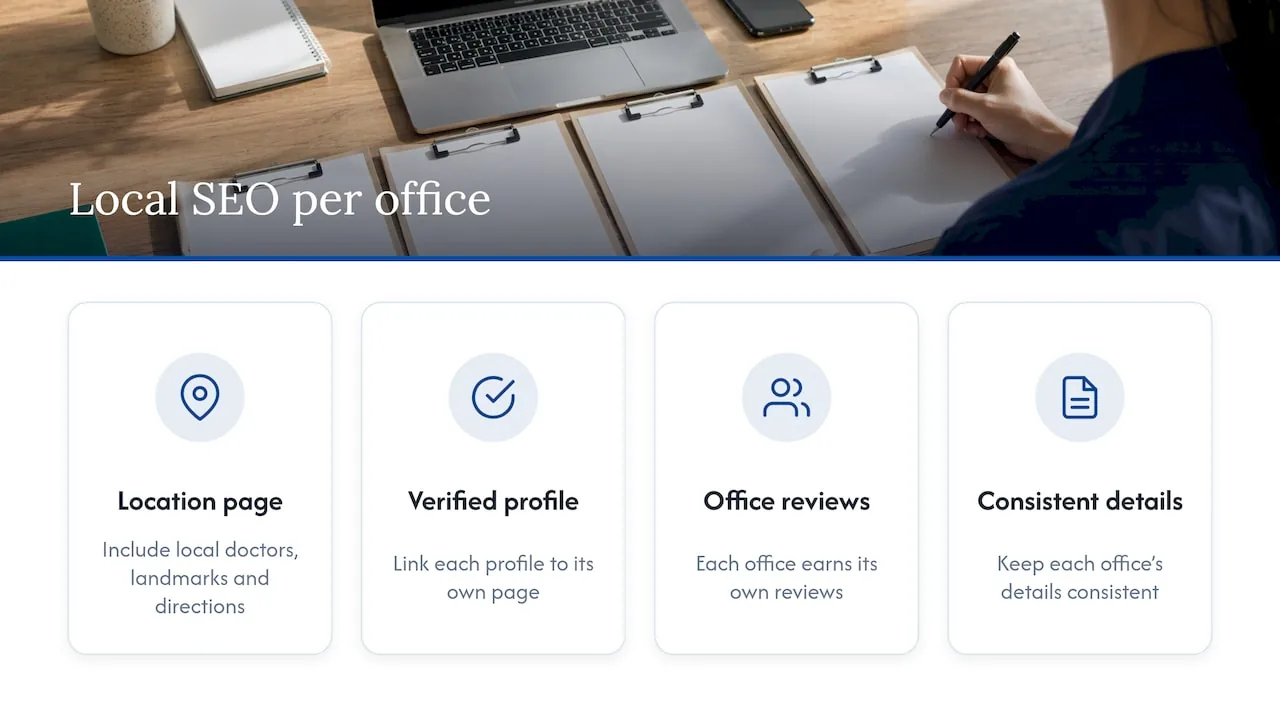 Local SEO per office
Location page
Include local doctors,
landmarks and
directions
Verified profile
Link each profile to its
own page
Office reviews
Each office earns its
own reviews
Consistent details
Keep each office’s
details consistent